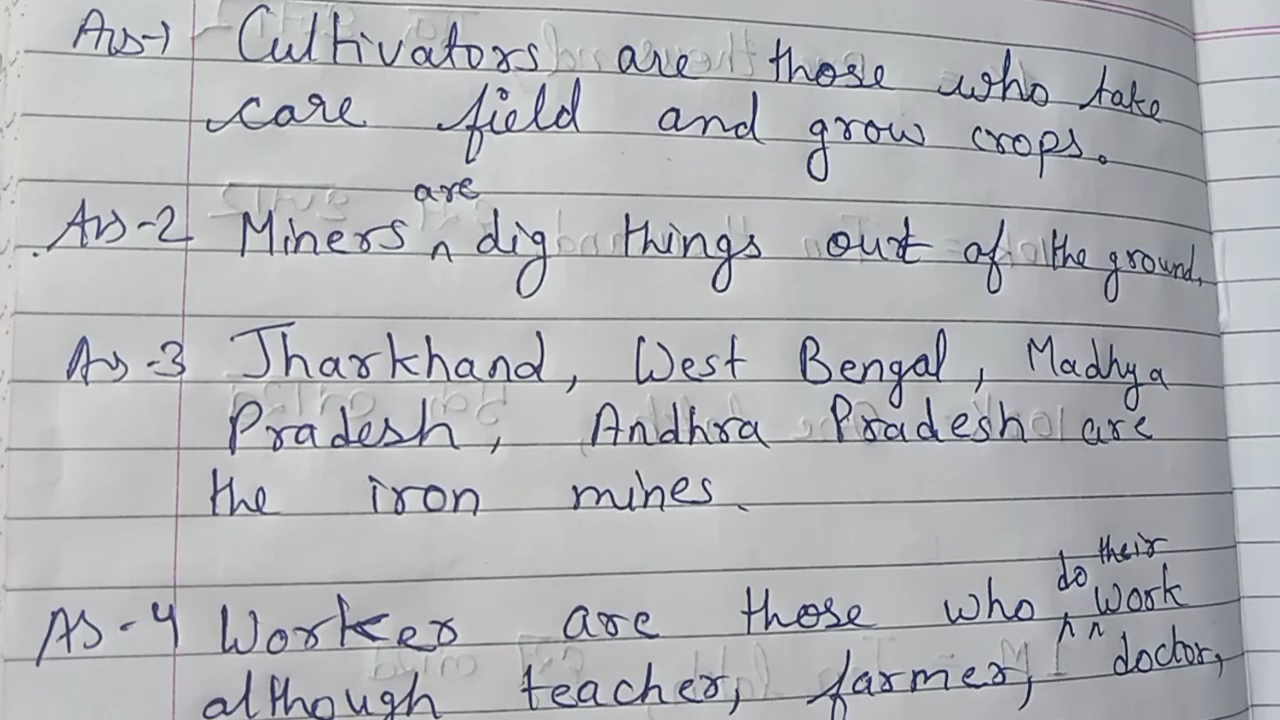 Ans-1 Cultivators are those who take
care field and grow crops.
are
Ans-2 Miners ^ dig things out of the ground.
Ans-3 Jharkhand, West Bengal, Madhya
Pradesh, Andhra Pradesh are
the iron mines.
do their
As-4 Worker are those who ^ ^ work
although teacher, farmer, doctor,